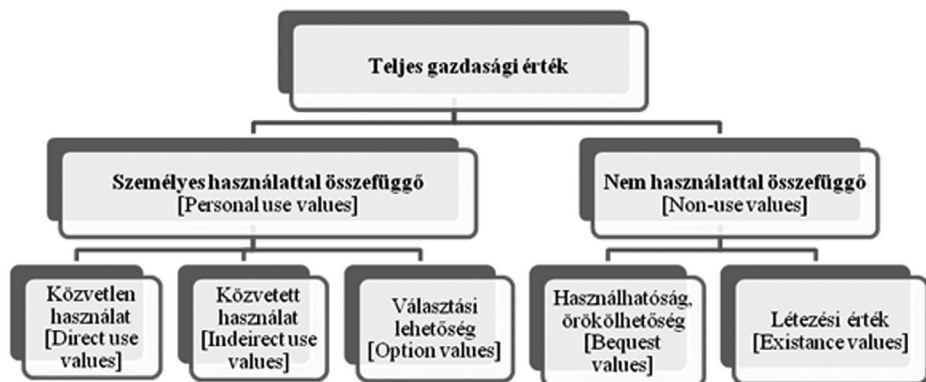 Teljes gazdasági érték
Személyes használattal összefüggő
[Personal use values]
Nem használattal összefüggő
[Non-use values]
Közvetlen
használat
[Direct use
values]
Közvetett
használat
[Indeirect use
values]
Választási
lehetőség
[Option values]
Használhatóság,
örökölhetőség
[Bequest
values]
Létezési érték
[Existance values]